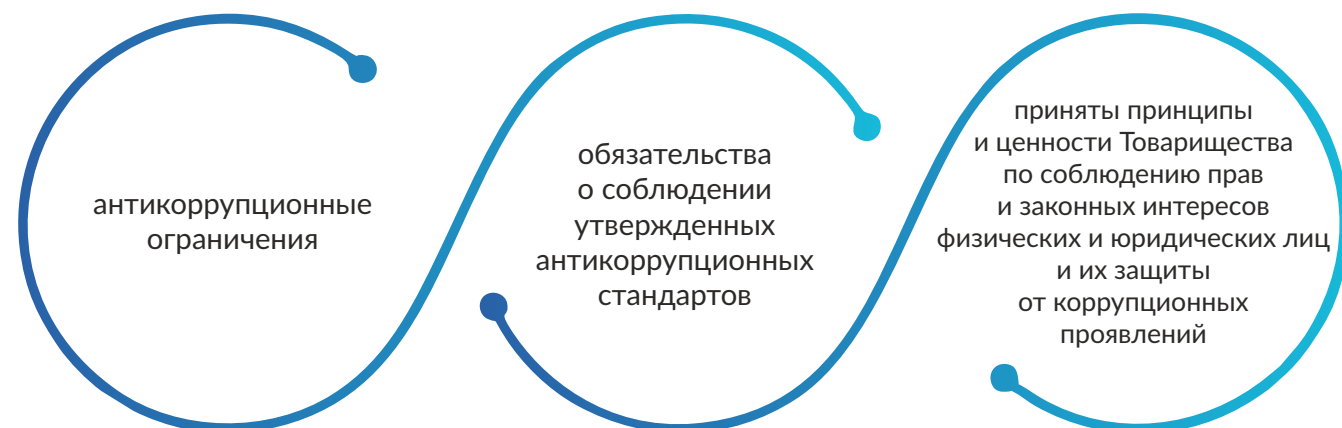 антикоррупционные
ограничения
обязательства
о соблюдении
утвержденных
антикоррупционных
стандартов
приняты принципы
и ценности Товарищества
по соблюдению прав
и законных интересов
физических и юридических лиц
и их защиты
от коррупционных
проявлений